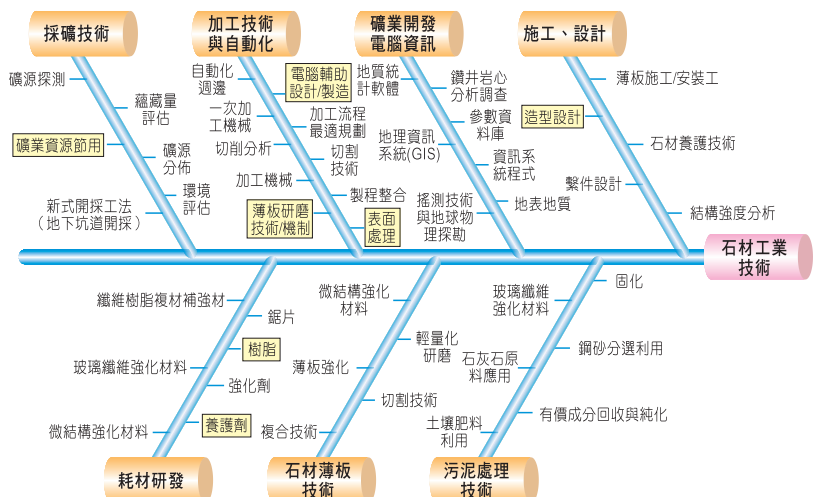 採礦技術
加工技術
與自動化
礦業開發
電腦資訊
施工、設計
礦源探測
蘊藏量
評估
礦業資源節用
礦源
分佈
環境
評估
新式開採工法
(地下坑道開採)
自動化
週邊
電腦輔助
設計/製造
一次加
工機械
加工流程
最適規劃
切削分析
切割
技術
加工機械
製程整合
薄板研磨
技術/機制
表面
處理
地質統
計軟體
鑽井岩心
分析調查
參數資
料庫
地理資訊
系統(GIS)
資訊系
統程式
搖測技術
與地球物
理探勘
地表地質
薄板施工/安裝工
造型設計
石材養護技術
繫件設計
結構強度分析
石材工業
技術
纖維樹脂複材補強材
鋸片
樹脂
玻璃纖維強化材料
強化劑
養護劑
微結構強化材料
耗材研發
微結構強化
材料
輕量化
研磨
薄板強化
切割技術
複合技術
石材薄板
技術
固化
玻璃纖維
強化材料
鋼砂分選利用
石灰石原
料應用
有價成分回收與純化
土壤肥料
利用
污泥處理
技術